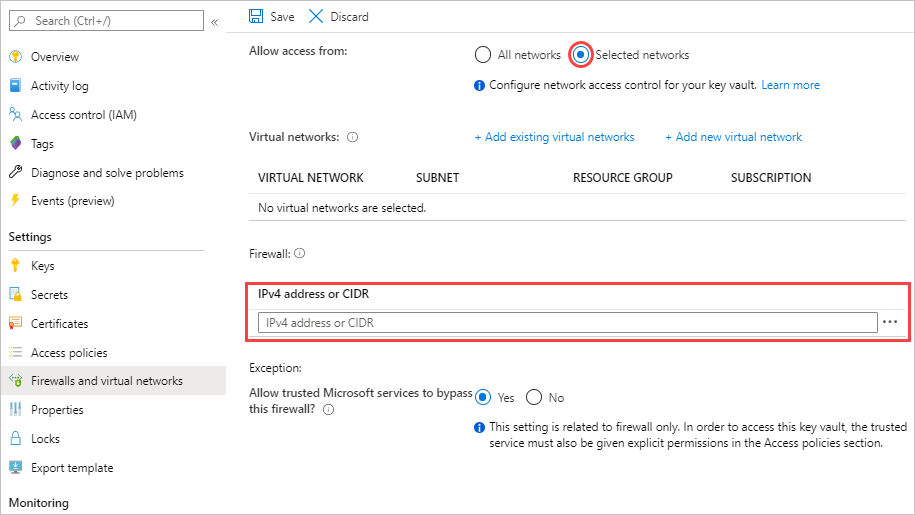 Search (Ctrl+/)
«
Overview
Activity log
Access control (IAM)
Tags
Diagnose and solve problems
Events (preview)
Settings
Keys
Secrets
Certificates
Access policies
Firewalls and virtual networks
Properties
Locks
Export template
Monitoring
Save
Discard
Allow access from:
All networks
Selected networks
Configure network access control for your key vault. Learn more
Virtual networks:
+ Add existing virtual networks
+ Add new virtual network
VIRTUAL NETWORK
SUBNET
RESOURCE GROUP
SUBSCRIPTION
No virtual networks are selected.
Firewall:
IPv4 address or CIDR
IPv4 address or CIDR
Exception:
Allow trusted Microsoft services to bypass
this firewall?
Yes
No
This setting is related to firewall only. In order to access this key vault, the trusted
service must also be given explicit permissions in the Access policies section.